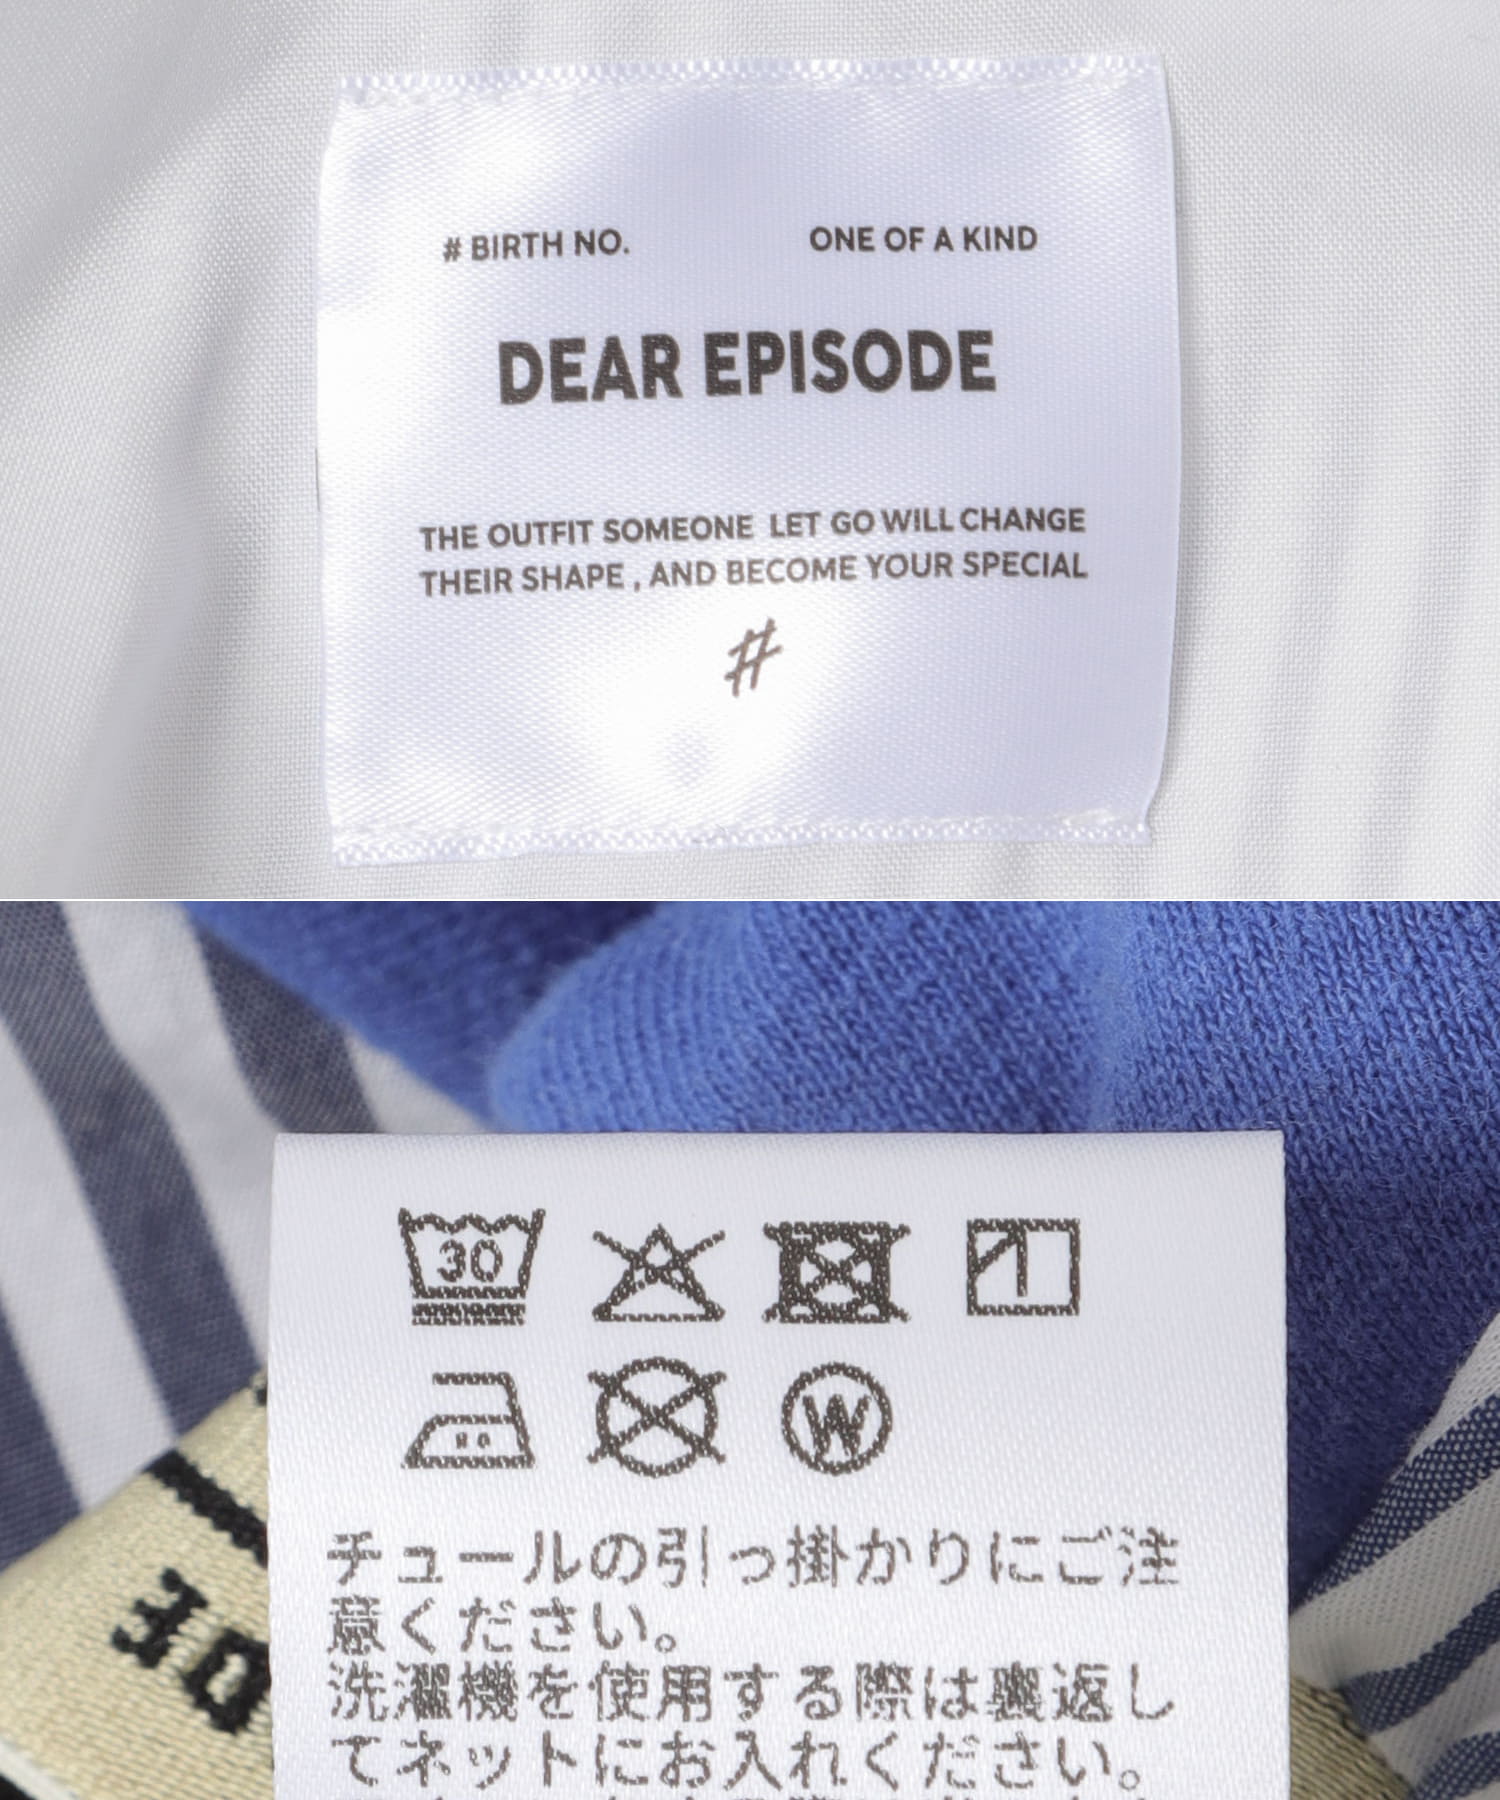 # BIRTH NO. ONE OF A KIND
DEAR EPISODE
THE OUTFIT SOMEONE LET GO WILL CHANGE
THEIR SHAPE , AND BECOME YOUR SPECIAL
#
30
W
チュールの引っ掛かりにご注
意ください。
洗濯機を使用する際は裏返し
てネットにお入れください。